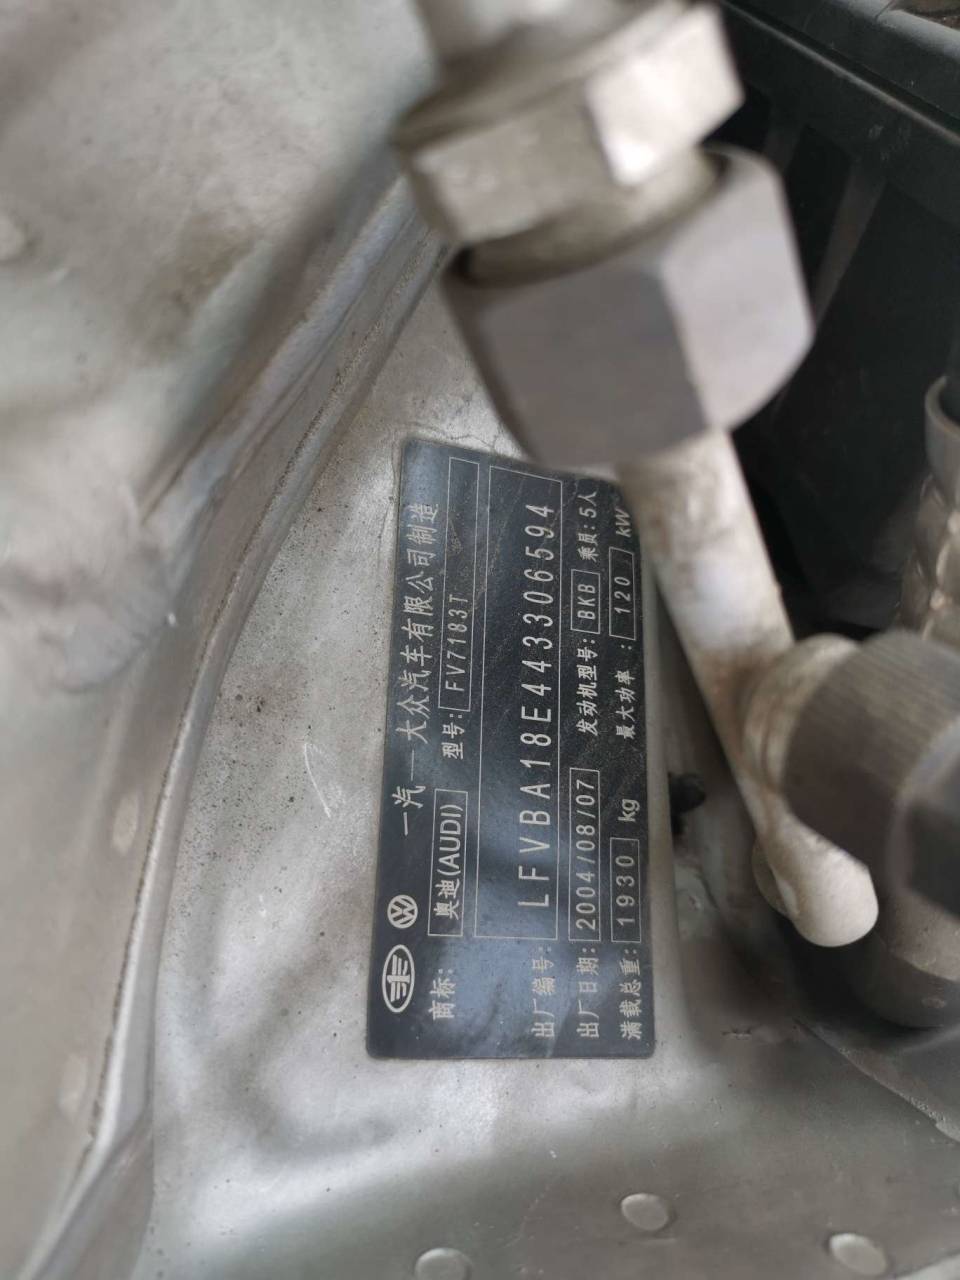 一汽—大众汽车有限公司制造
商标: 奥迪(AUDI) 型号: FV7183T
出厂编号: LFVBA18E443306594
出厂日期: 2004/08/07 发动机型号: BKB 乘员: 5人
满载总重: 1930 kg 最大功率: 120 kW